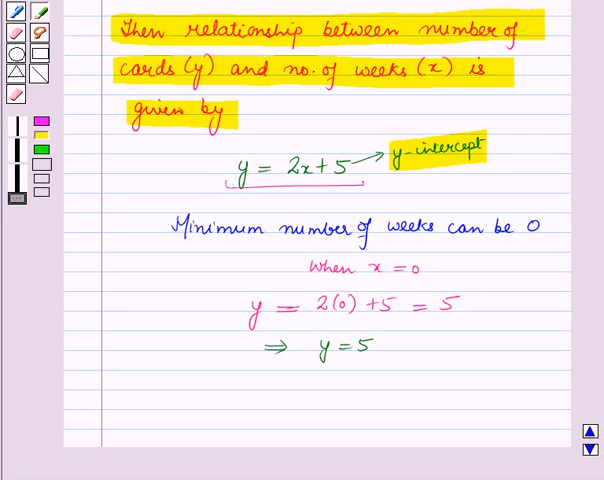 Then relationship between number of
cards (y) and no. of weeks (x) is
given by
y = 2x + 5 → y-intercept
Minimum number of weeks can be 0
when x = 0
y = 2(0) + 5 = 5
⇒ y = 5